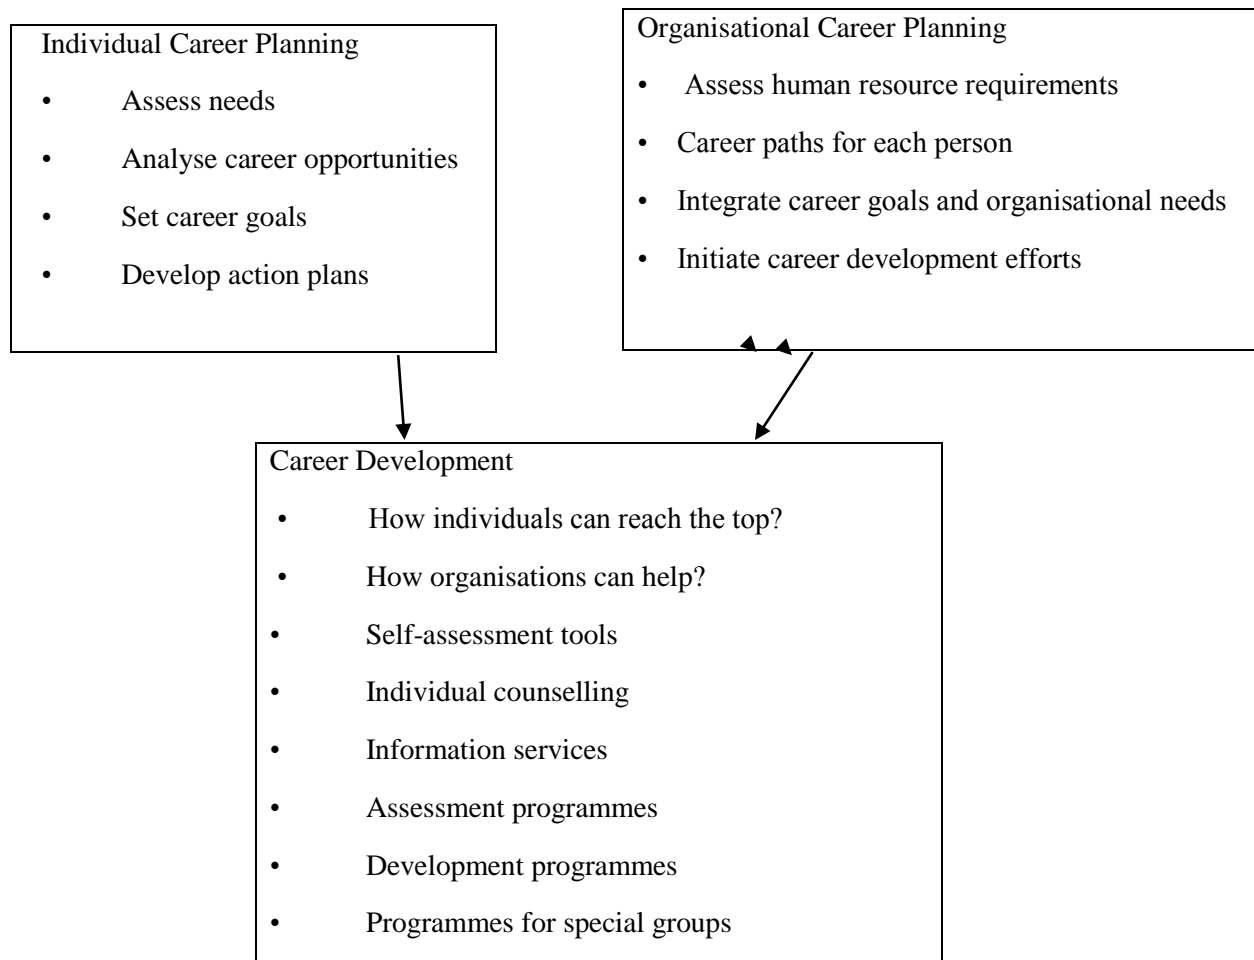 Individual Career Planning
• Assess needs
• Analyse career opportunities
• Set career goals
• Develop action plans
Organisational Career Planning
• Assess human resource requirements
• Career paths for each person
• Integrate career goals and organisational needs
• Initiate career development efforts
Career Development
• How individuals can reach the top?
• How organisations can help?
• Self-assessment tools
• Individual counselling
• Information services
• Assessment programmes
• Development programmes
• Programmes for special groups